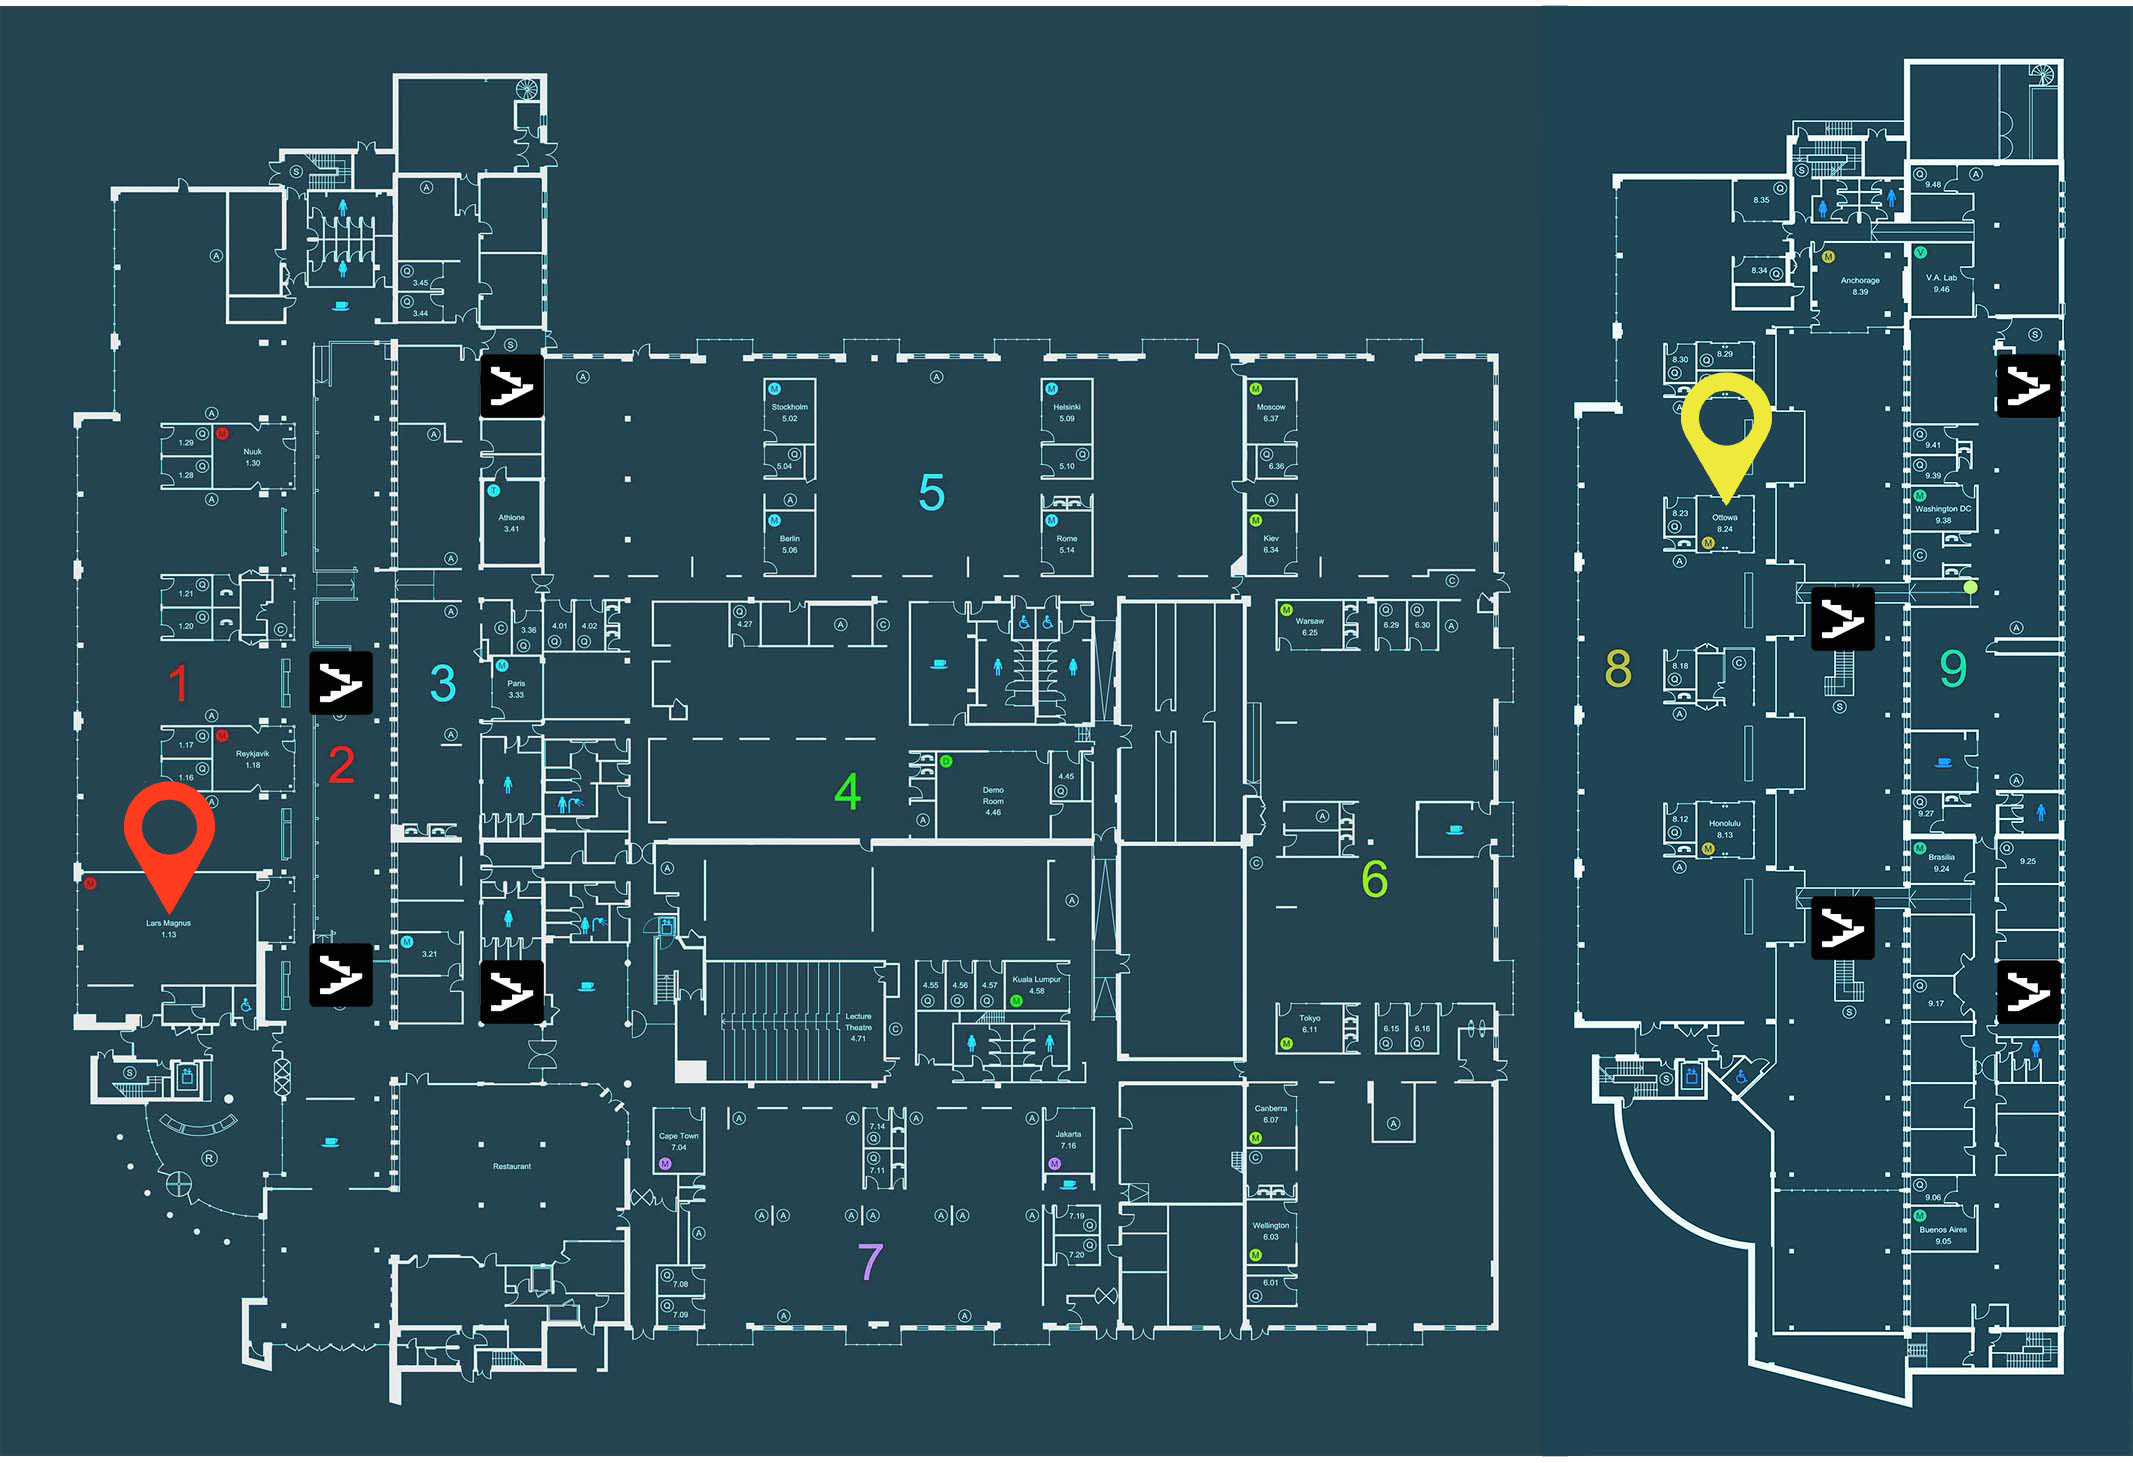 A
S
A
Q
3.45
Q
3.44
S
A
1.29
Q
M
Nuuk
1.30
1.28
Q
A
A
A
T
Athlone
3.41
A
1.21
Q
1.20
Q
C
1
A
1.17
Q
M
Reykjavik
1.18
1.16
Q
A
M
Lars Magnus
1.13
2
S
S
A
3
A
C
3.36
Q
4.01
Q
4.02
Q
M
Paris
3.33
M
3.21
A
A
M
Stockholm
5.02
5.04
Q
A
M
Berlin
5.06
5
M
Helsinki
5.09
Q
5.10
M
Rome
5.14
M
Moscow
6.37
Q
6.36
A
M
Kiev
6.34
C
Q
4.27
A
C
4
D
Demo
Room
4.46
4.45
Q
A
A
A
M
Warsaw
6.25
6.29
Q
6.30
Q
A
A
C
6
Lecture
Theatre
4.71
C
4.55
Q
4.56
Q
4.57
Q
Kuala Lumpur
4.58
M
Tokyo
6.11
M
6.15
Q
6.16
Q
S
R
Restaurant
Cape Town
7.04
M
A
A
7.14
Q
Q
7.11
A
A
Jakarta
7.16
M
A
A
A
A
A
A
A
A
7.19
Q
Q
7.20
7
Q
7.08
Q
7.09
A
A
Canberra
6.07
M
C
Wellington
6.03
M
6.01
Q
A
8.35
Q
S
Q
9.48
A
8.34
Q
M
Anchorage
8.39
V
V.A. Lab
9.46
S
8.30
Q
8.29
Q
A
8.23
Q
Ottowa
8.24
M
A
Q
9.41
Q
9.39
M
Washington DC
9.38
C
A
8
8.18
Q
C
A
S
9
A
8.12
Q
Honolulu
8.13
M
A
Q
9.27
M
Brasilia
9.24
Q
9.25
Q
9.17
S
S
Q
9.06
M
Buenos Aires
9.05